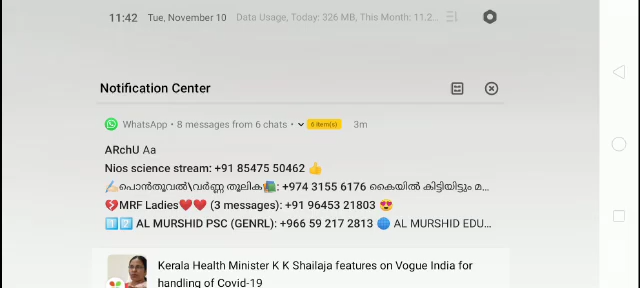 11:42 Tue, November 10 Data Usage, Today: 326 MB, This Month: 11.2...
Notification Center
WhatsApp • 8 messages from 6 chats • 6 item(s) 3m
ARchU Aa
Nios science stream: +91 85475 50462 👍
✍🏻പൊൻതൂവൽ\വർണ്ണ തൂലിക📚: +974 3155 6176 കൈയിൽ കിട്ടിയിട്ടും മ...
💔MRF Ladies❤️❤️ (3 messages): +91 96453 21803 😍
1️⃣2️⃣ AL MURSHID PSC (GENRL): +966 59 217 2813 🌐 AL MURSHID EDU...
Kerala Health Minister K K Shailaja features on Vogue India for
handling of Covid-19